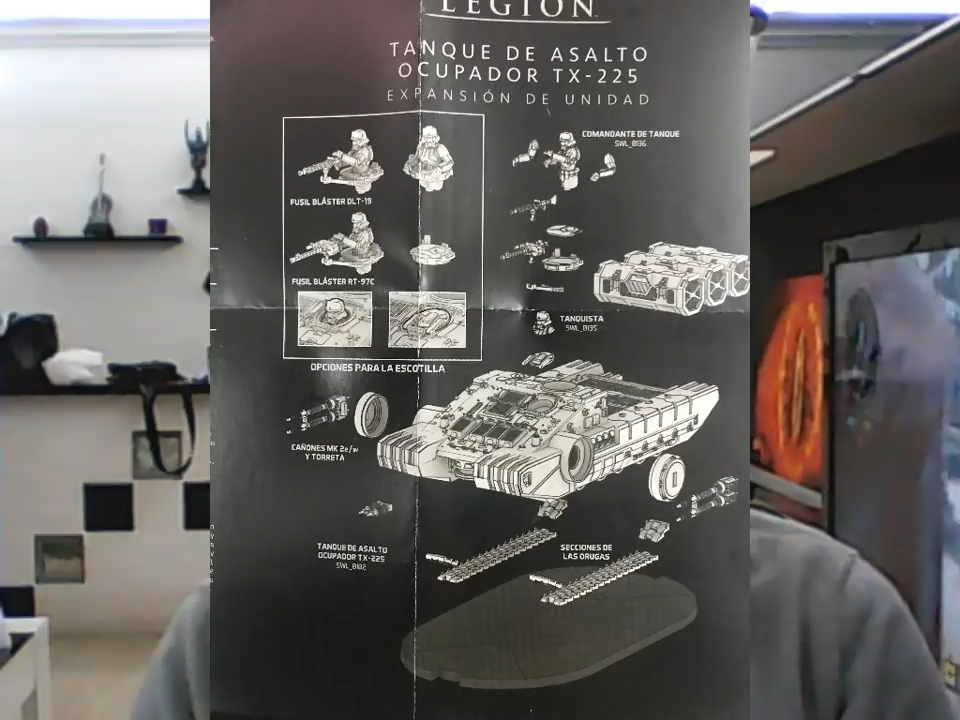 LEGION
TANQUE DE ASALTO
OCUPADOR TX-225
EXPANSIÓN DE UNIDAD
COMANDANTE DE TANQUE
SWL_0136
FUSIL BLÁSTER DLT-19
FUSIL BLÁSTER RT-97C
TANQUISTA
SWL_0135
OPCIONES PARA LA ESCOTILLA
CAÑONES MK 2e/w
Y TORRETA
TANQUE DE ASALTO
OCUPADOR TX-225
SWL_0132
SECCIONES DE
LAS ORUGAS